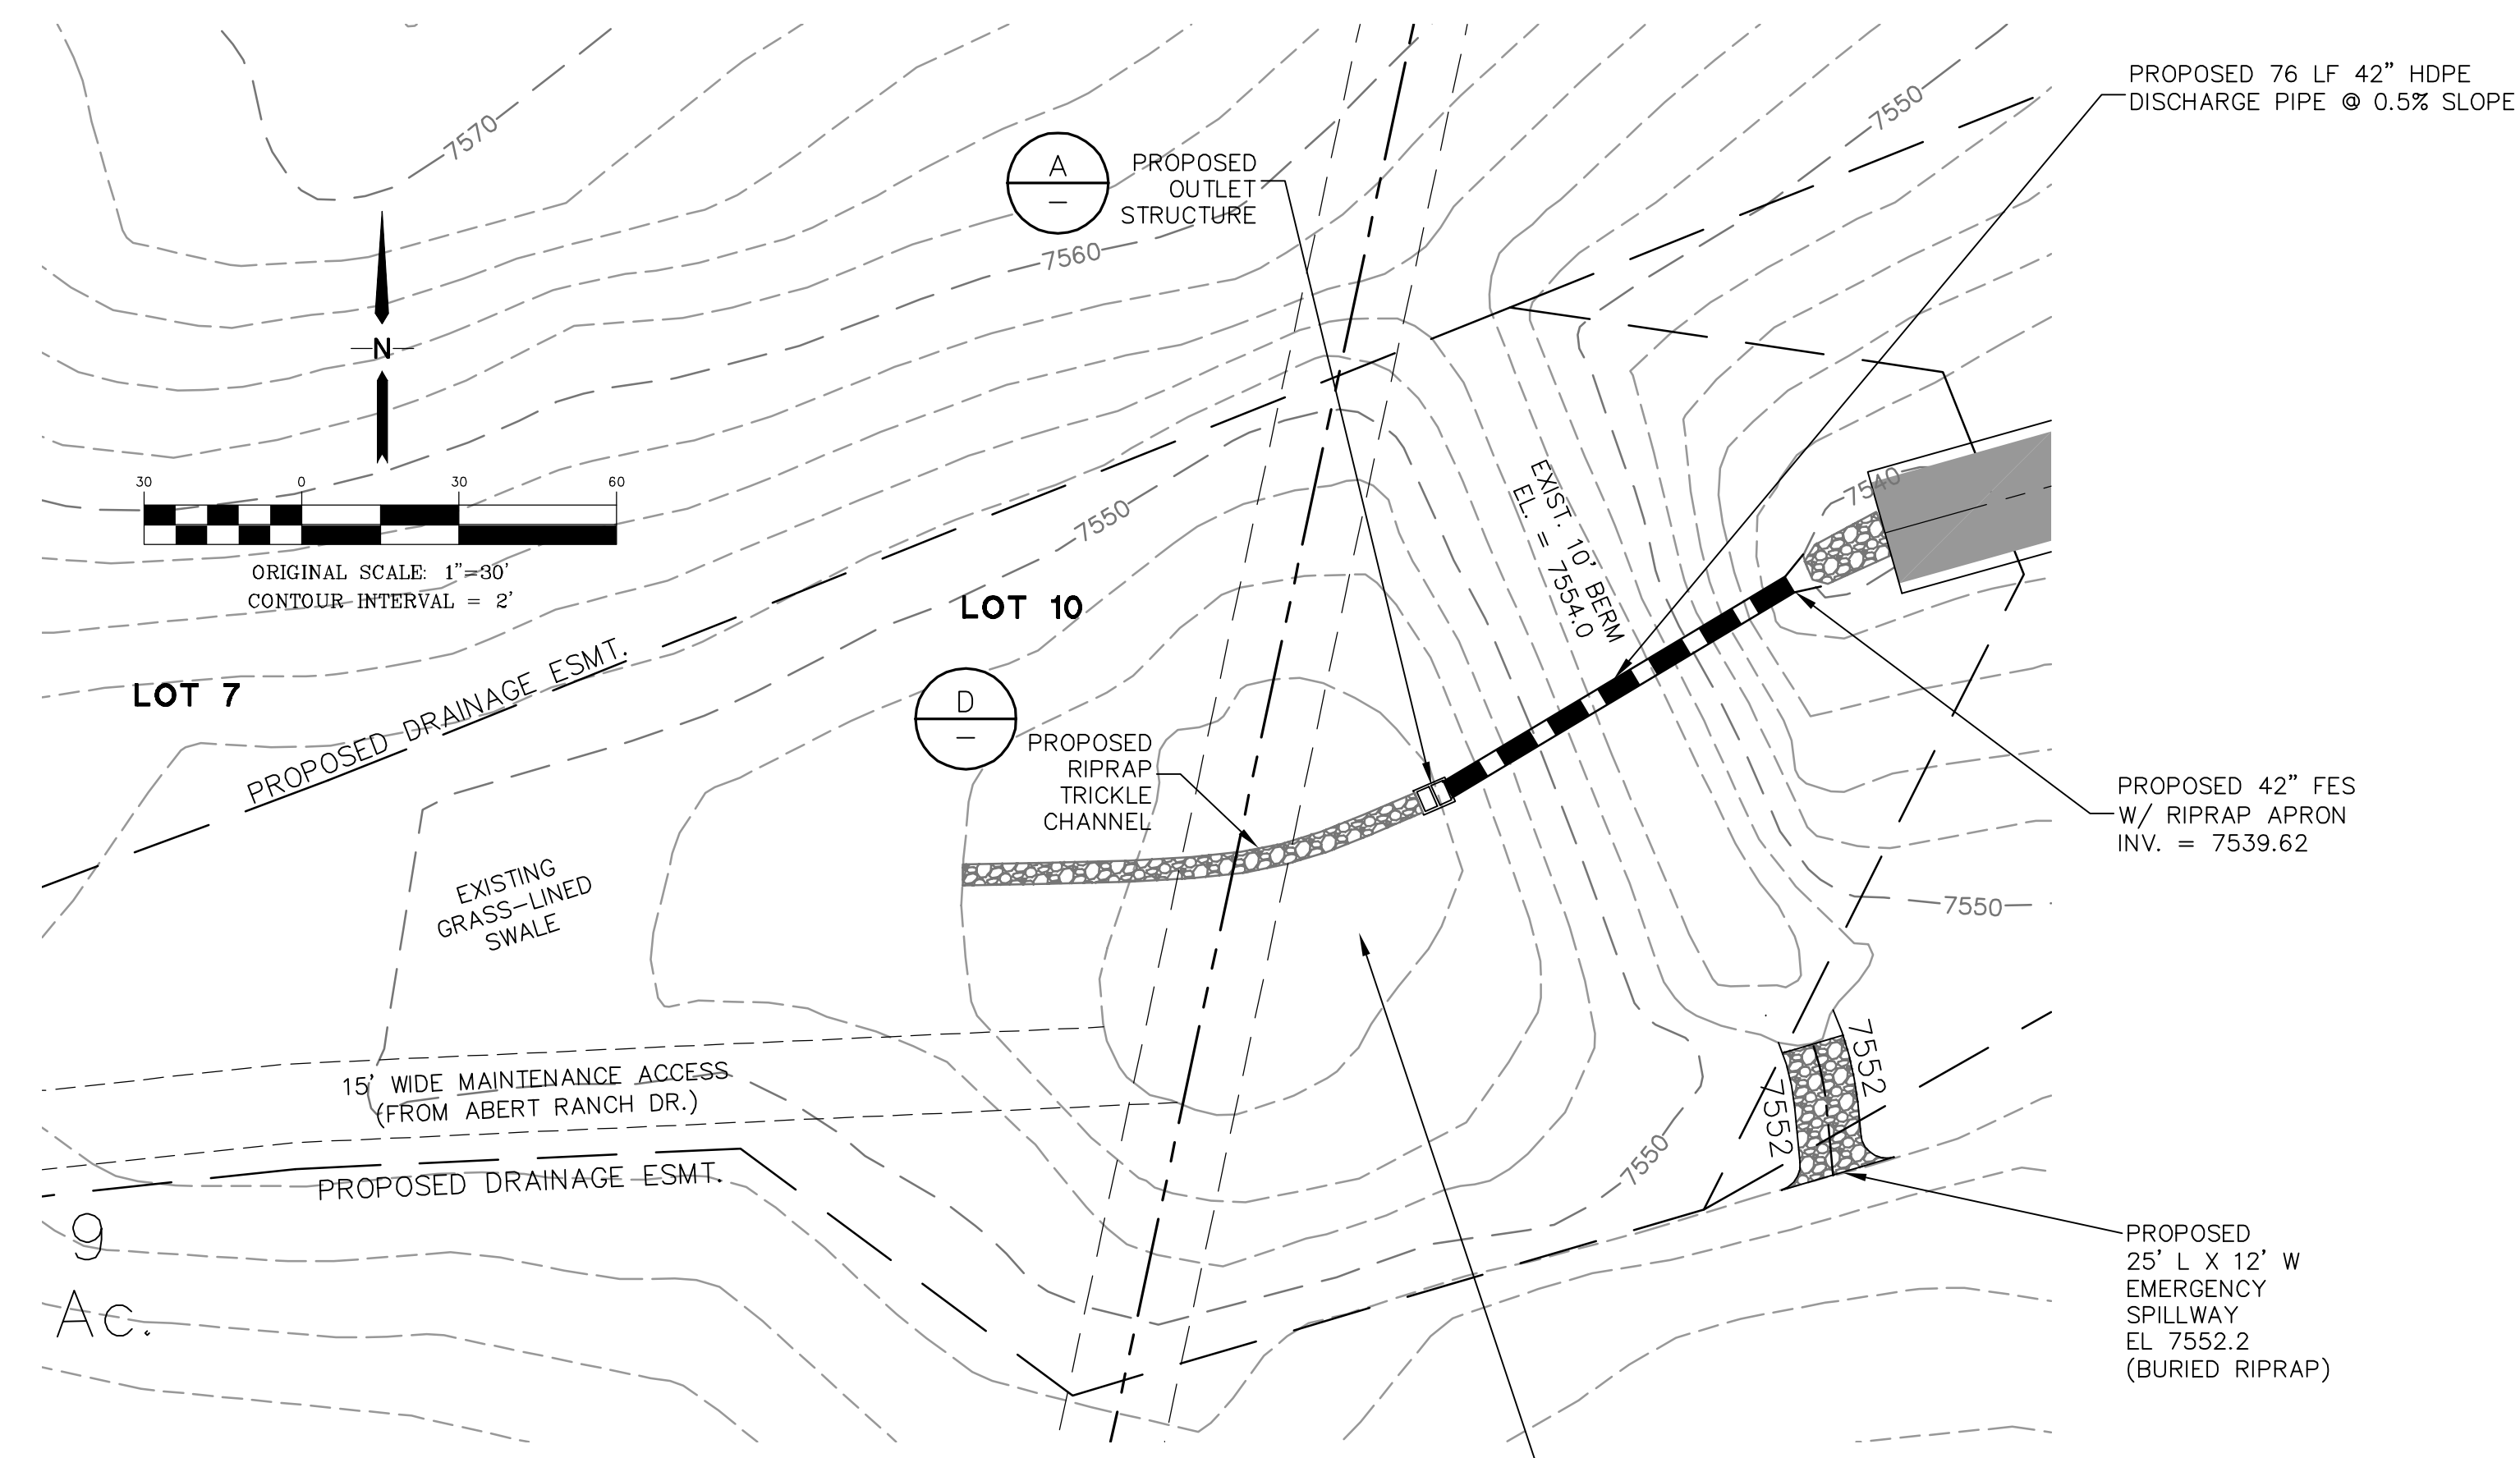 PROPOSED 76 LF 42" HDPE
DISCHARGE PIPE @ 0.5% SLOPE
7550
7570
A
–
PROPOSED
OUTLET
STRUCTURE
7560
N
30 0 30 60
ORIGINAL SCALE: 1"=30'
CONTOUR INTERVAL = 2'
7550
EXIST. 10' BERM
EL. = 7554.0
7540
LOT 10
LOT 7
PROPOSED DRAINAGE ESMT.
D
–
PROPOSED
RIPRAP
TRICKLE
CHANNEL
PROPOSED 42" FES
W/ RIPRAP APRON
INV. = 7539.62
EXISTING
GRASS-LINED
SWALE
7550
15' WIDE MAINTENANCE ACCESS
(FROM ABERT RANCH DR.)
7552
7552
7550
PROPOSED DRAINAGE ESMT.
9
AC.
PROPOSED
25' L X 12' W
EMERGENCY
SPILLWAY
EL 7552.2
(BURIED RIPRAP)